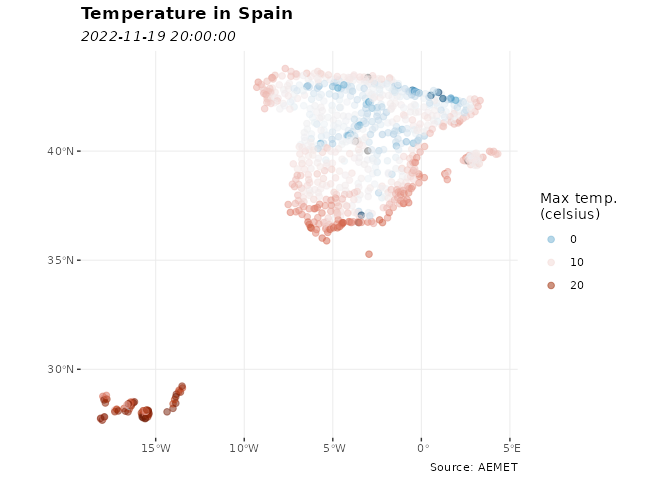 Temperature in Spain
2022-11-19 20:00:00
40°N
35°N
30°N
15°W
10°W
5°W
0°
5°E
Max temp.
(celsius)
0
10
20
Source: AEMET